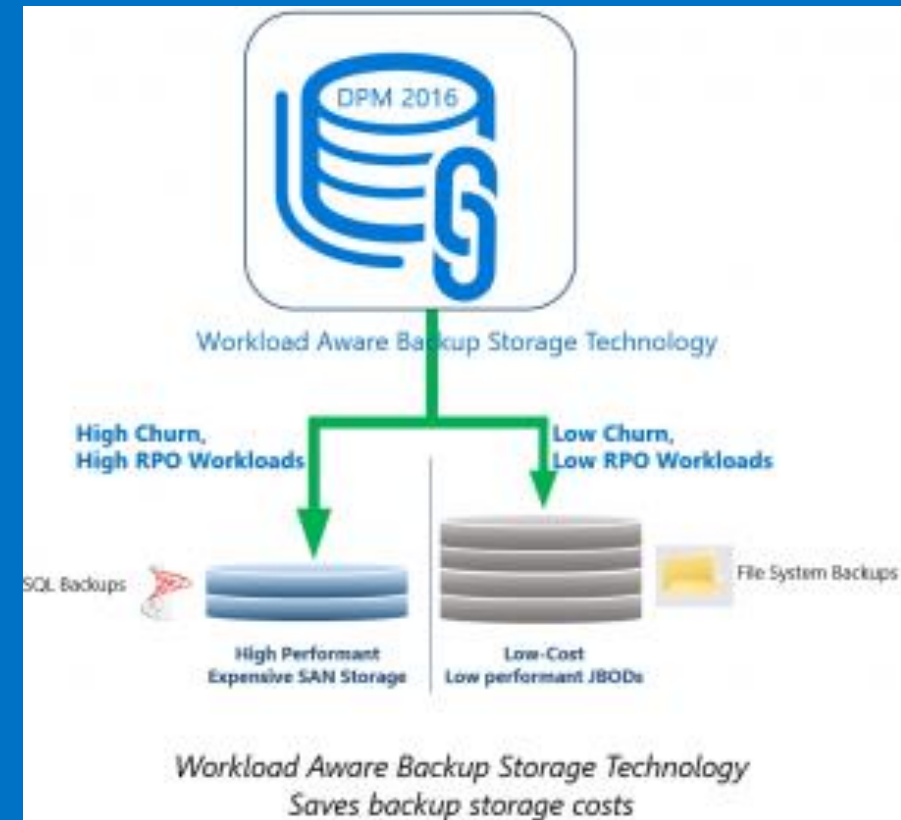 DPM 2016
Workload Aware Backup Storage Technology
High Churn,
High RPO Workloads
Low Churn,
Low RPO Workloads
SQL Backups
File System Backups
High Performant
Expensive SAN Storage
Low-Cost
Low performant JBODs
Workload Aware Backup Storage Technology
Saves backup storage costs